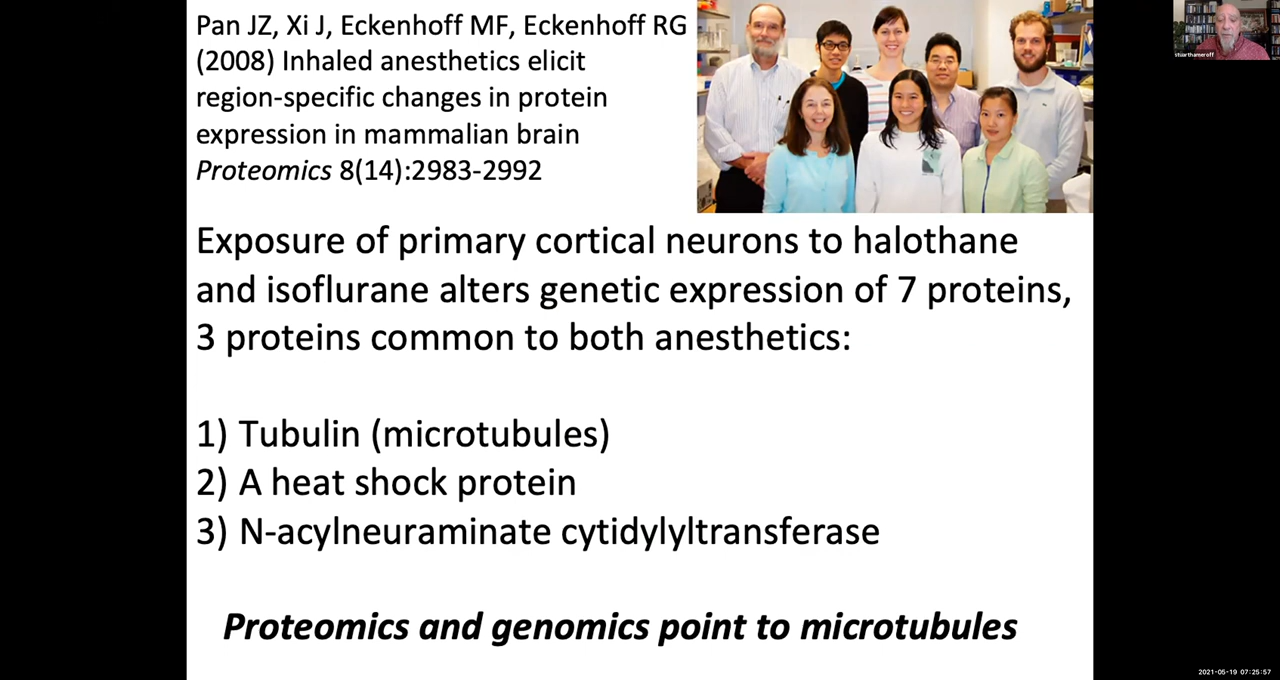 Pan JZ, Xi J, Eckenhoff MF, Eckenhoff RG
(2008) Inhaled anesthetics elicit
region-specific changes in protein
expression in mammalian brain
Proteomics 8(14):2983-2992
stuarthameroff
Exposure of primary cortical neurons to halothane
and isoflurane alters genetic expression of 7 proteins,
3 proteins common to both anesthetics:
1) Tubulin (microtubules)
2) A heat shock protein
3) N-acylneuraminate cytidylyltransferase
Proteomics and genomics point to microtubules
2021-05-19 07:25:57